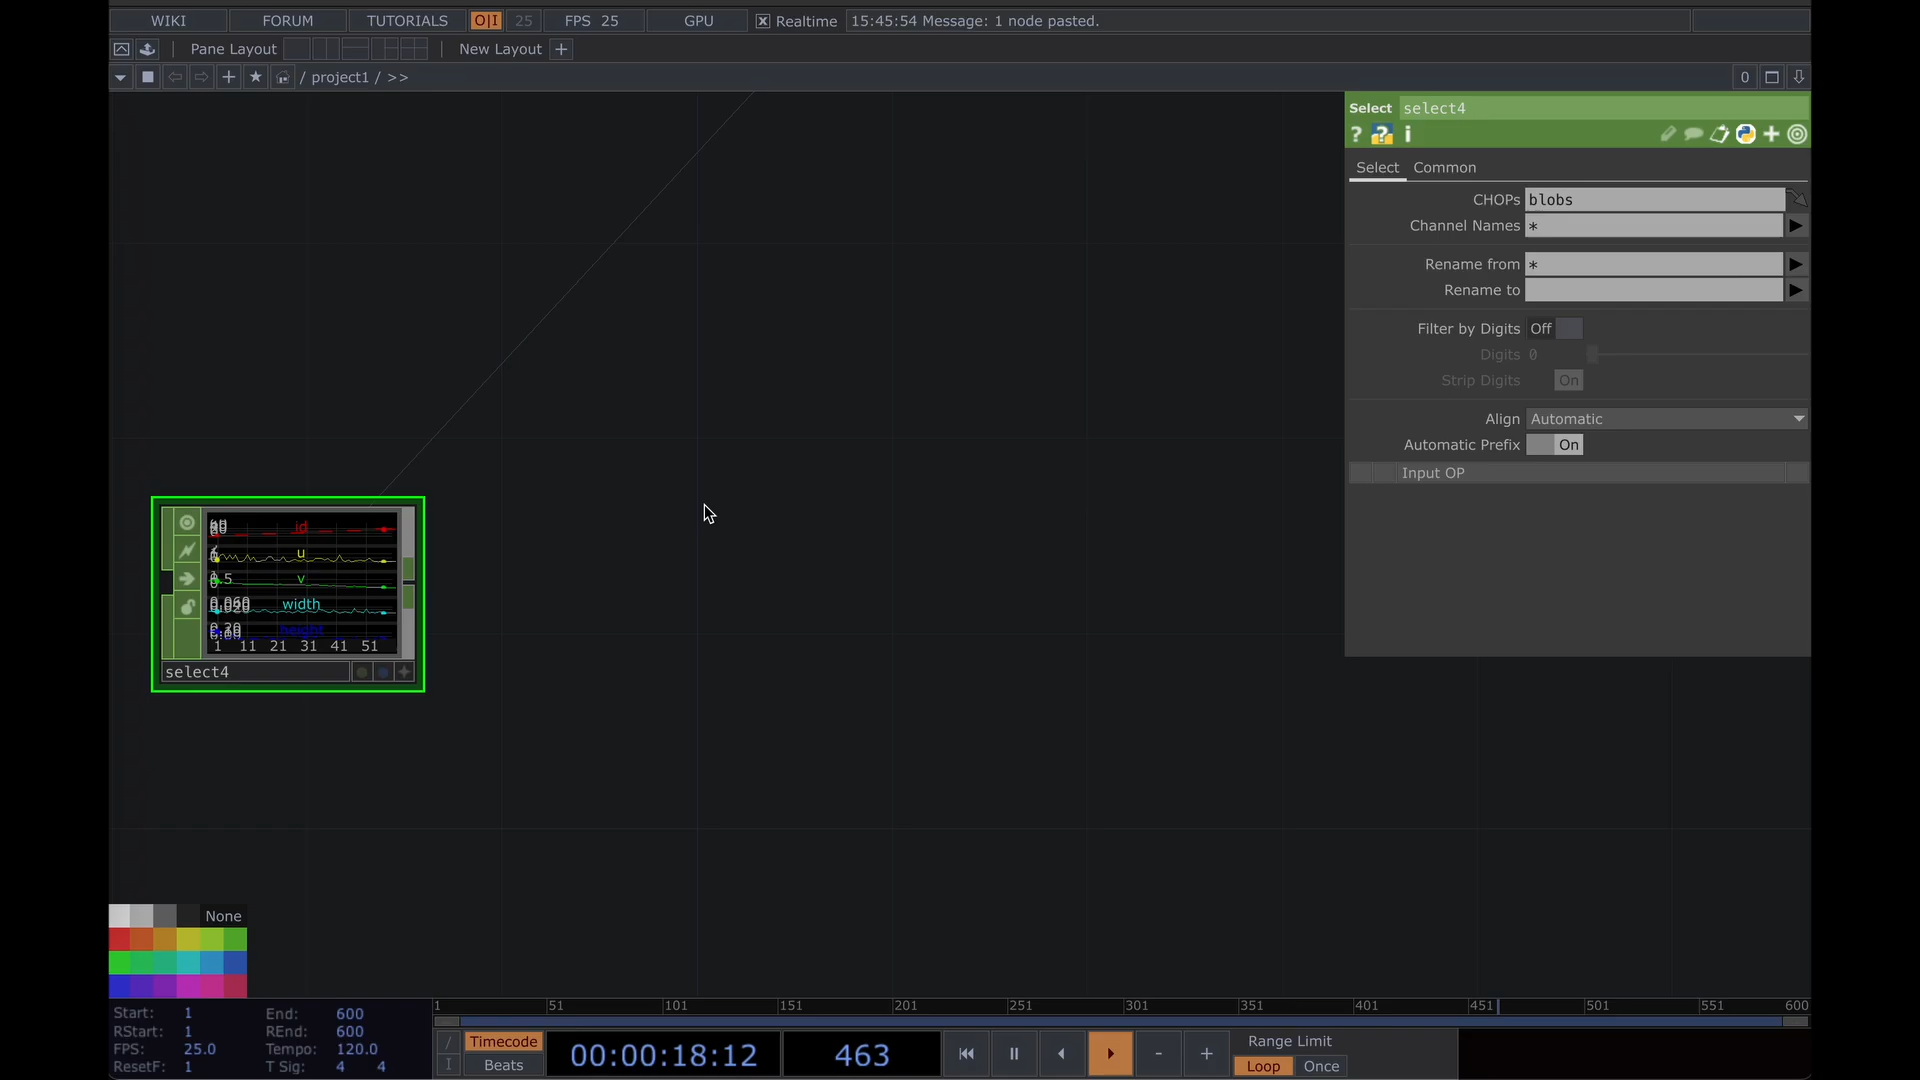 WIKI FORUM TUTORIALS O|I 25 FPS 25 GPU Realtime 15:45:54 Message: 1 node pasted.
Pane Layout New Layout +
/ project1 / >> 0
Select select4
? ? i
Select Common
CHOPs blobs
Channel Names *
Rename from *
Rename to
Filter by Digits Off
Digits 0
Strip Digits On
Align Automatic
Automatic Prefix On
Input OP
id
u
v
width
height
1 11 21 31 41 51
select4
None
Start: 1 End: 600
RStart: 1 REnd: 600
FPS: 25.0 Tempo: 120.0
ResetF: 1 T Sig: 4 4
1 51 101 151 201 251 301 351 401 451 501 551 600
Timecode
Beats
00:00:18:12 463
- +
Range Limit
Loop Once